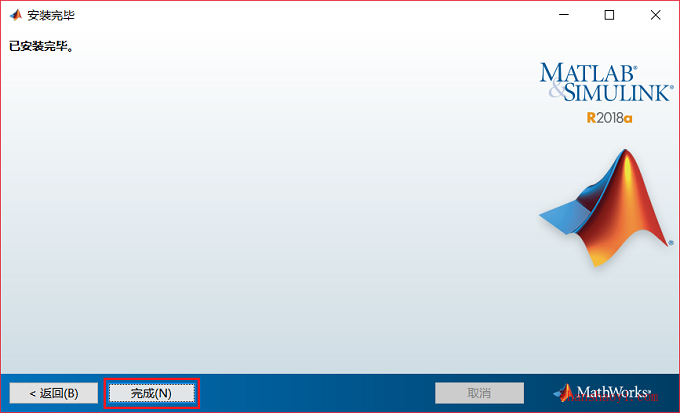 安装完毕
已安装完毕。
MATLAB®
&SIMULINK®
R2018a
®
< 返回(B)
完成(N)
取消
MathWorks®